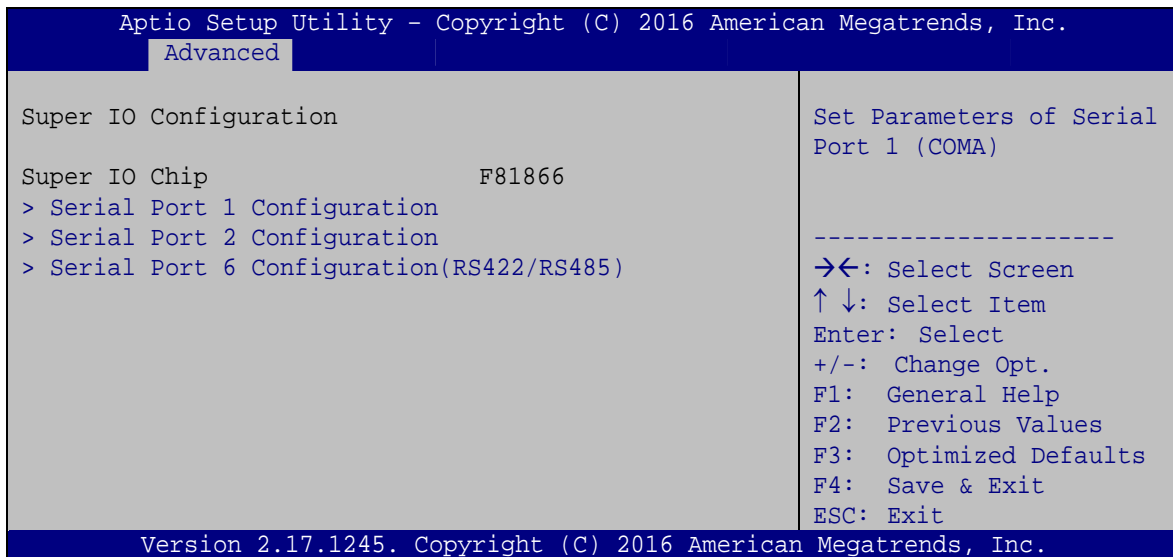 Aptio Setup Utility – Copyright (C) 2016 American Megatrends, Inc.
Advanced
Super IO Configuration
Super IO Chip F81866
> Serial Port 1 Configuration
> Serial Port 2 Configuration
> Serial Port 6 Configuration(RS422/RS485)
Set Parameters of Serial
Port 1 (COMA)
---------------------
→←: Select Screen
↑ ↓: Select Item
Enter: Select
+/-: Change Opt.
F1: General Help
F2: Previous Values
F3: Optimized Defaults
F4: Save & Exit
ESC: Exit
Version 2.17.1245. Copyright (C) 2016 American Megatrends, Inc.